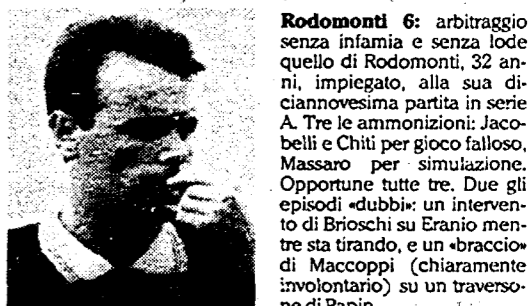 Rodomonti 6: arbitraggio
senza infamia e senza lode
quello di Rodomonti, 32 an-
ni, impiegato, alla sua di-
ciannovesima partita in serie
A. Tre le ammonizioni: Jaco-
belli e Chiti per gioco falloso,
Massaro per simulazione.
Opportune tutte tre. Due gli
episodi «dubbi»: un interven-
to di Brioschi su Eranio men-
tre sta tirando, e un «braccio»
di Maccoppi (chiaramente
involontario) su un traverso-
ne di Papin